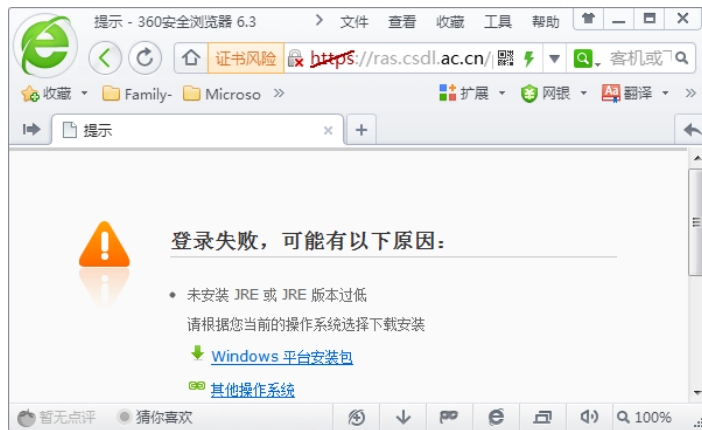 提示 - 360安全浏览器 6.3 文件 查看 收藏 工具 帮助
证书风险 https://ras.csdl.ac.cn/ 客机或
收藏 Family- Microso 扩展 网银 翻译
提示
登录失败，可能有以下原因：
未安装 JRE 或 JRE 版本过低
请根据您当前的操作系统选择下载安装
Windows 平台安装包
其他操作系统
暂无点评 猜你喜欢 100%